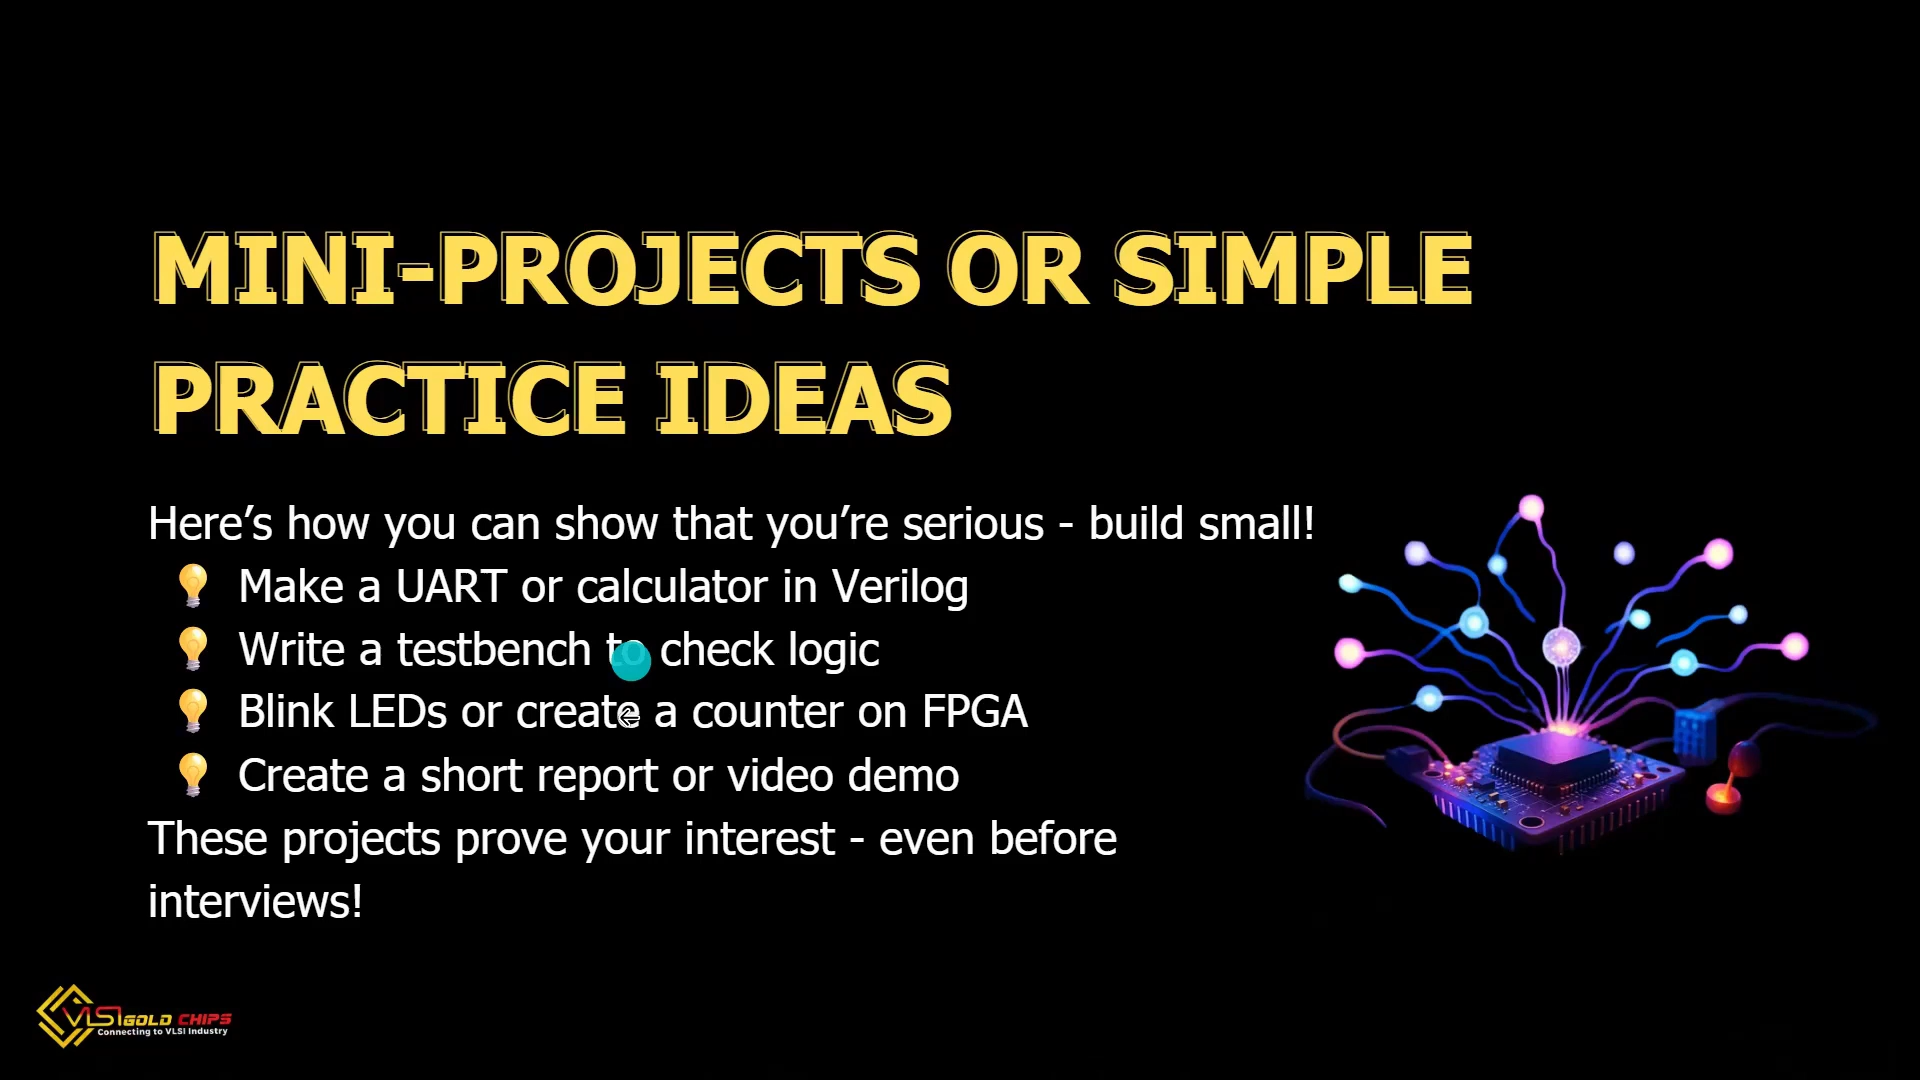 MINI-PROJECTS OR SIMPLE
PRACTICE IDEAS
Here’s how you can show that you’re serious - build small!
Make a UART or calculator in Verilog
Write a testbench to check logic
Blink LEDs or create a counter on FPGA
Create a short report or video demo
These projects prove your interest - even before
interviews!
VLSI GOLD CHIPS
Connecting to VLSI Industry